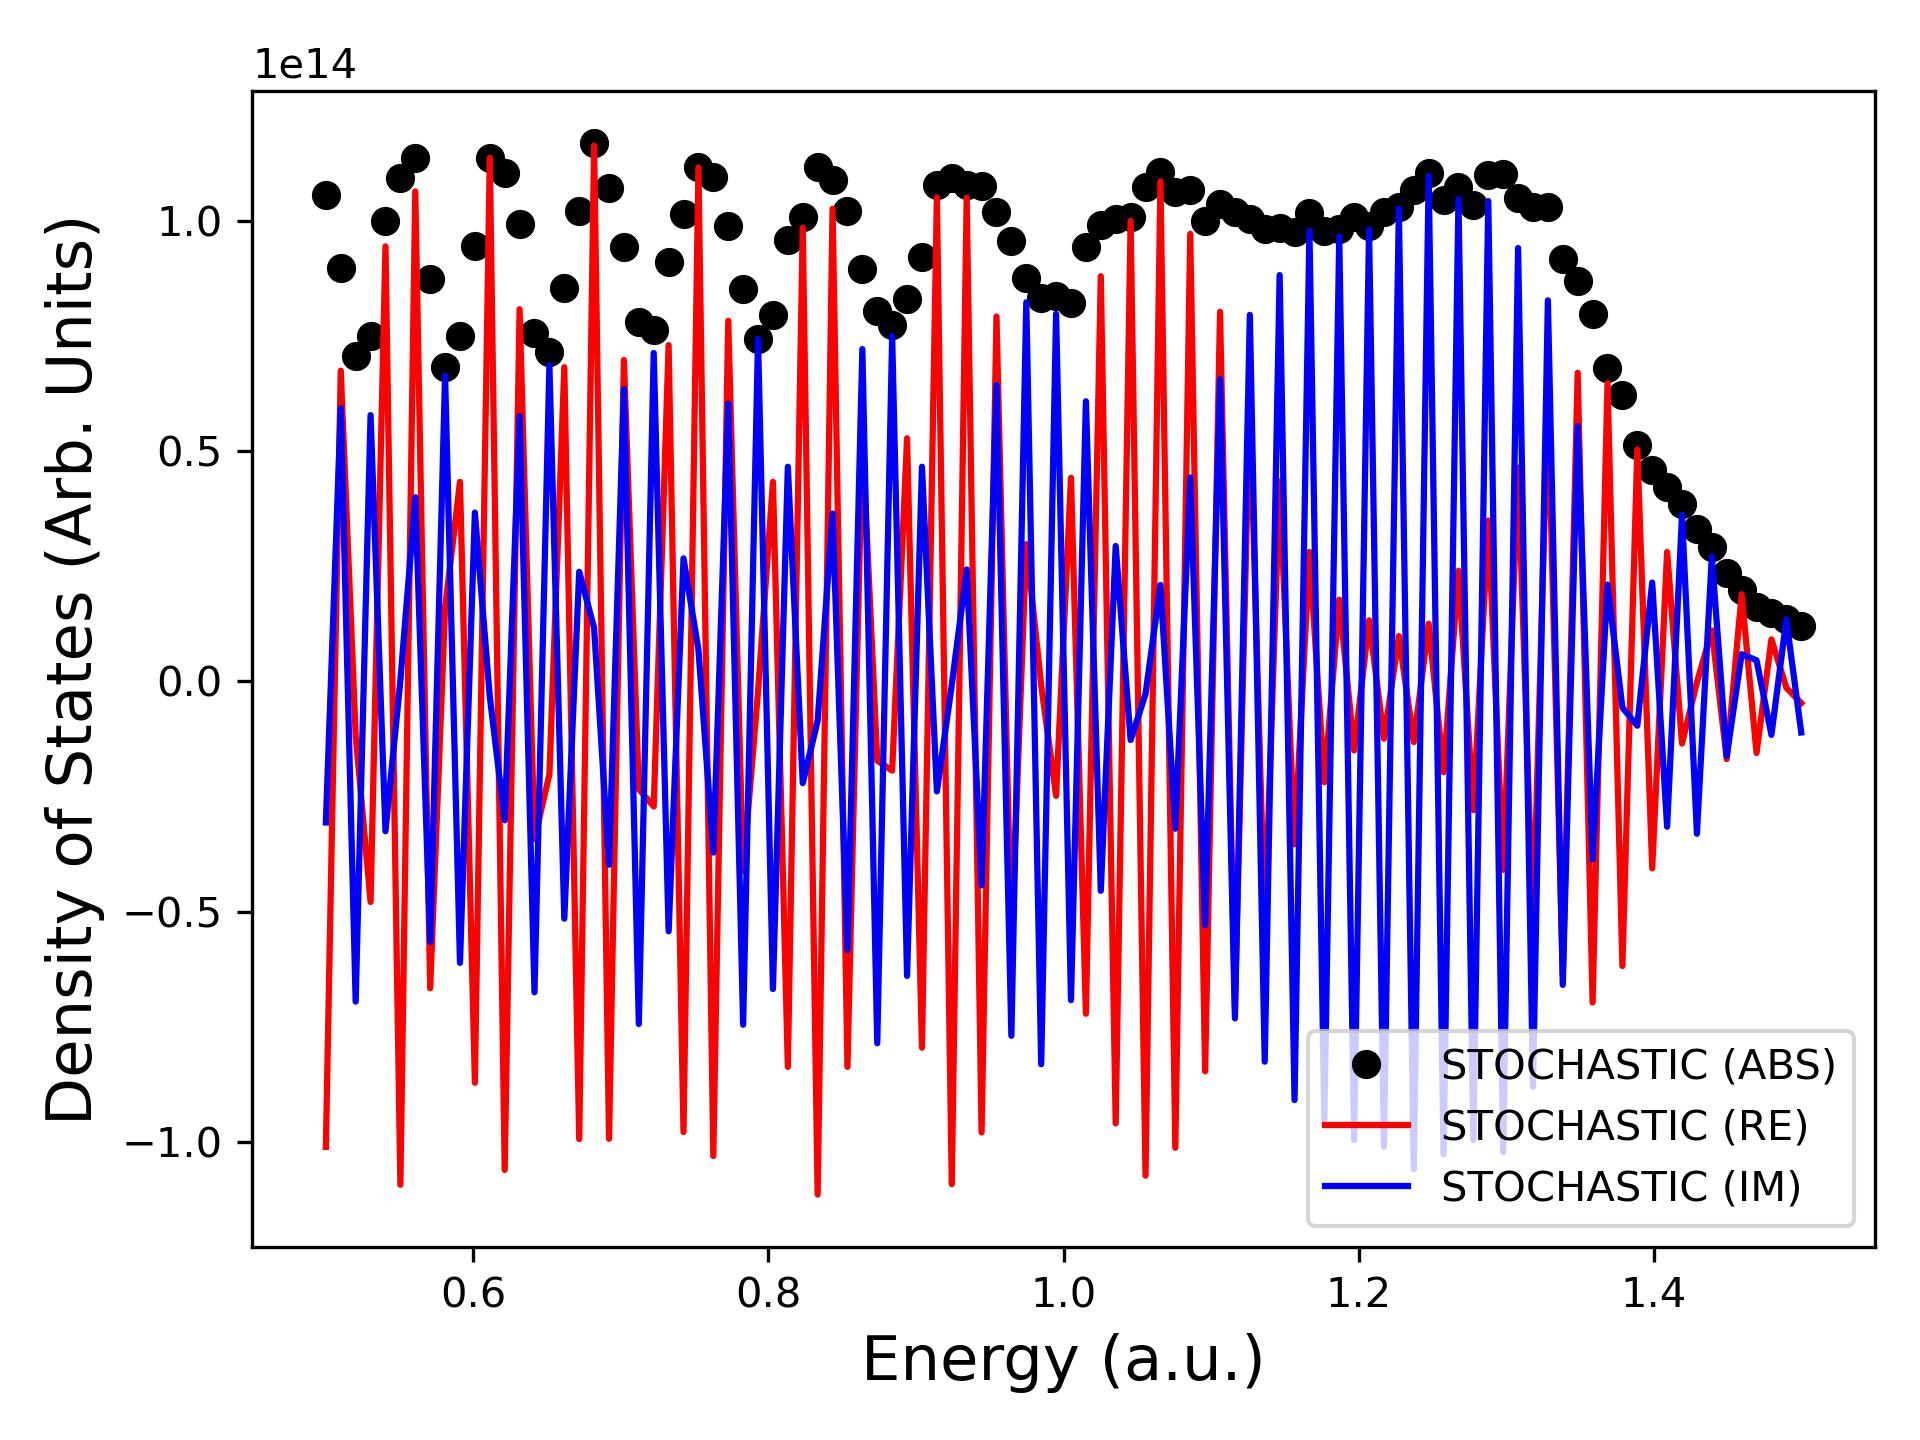 1e14
Density of States (Arb. Units)
1.0
0.5
0.0
−0.5
−1.0
STOCHASTIC (ABS)
STOCHASTIC (RE)
STOCHASTIC (IM)
0.6 0.8 1.0 1.2 1.4
Energy (a.u.)